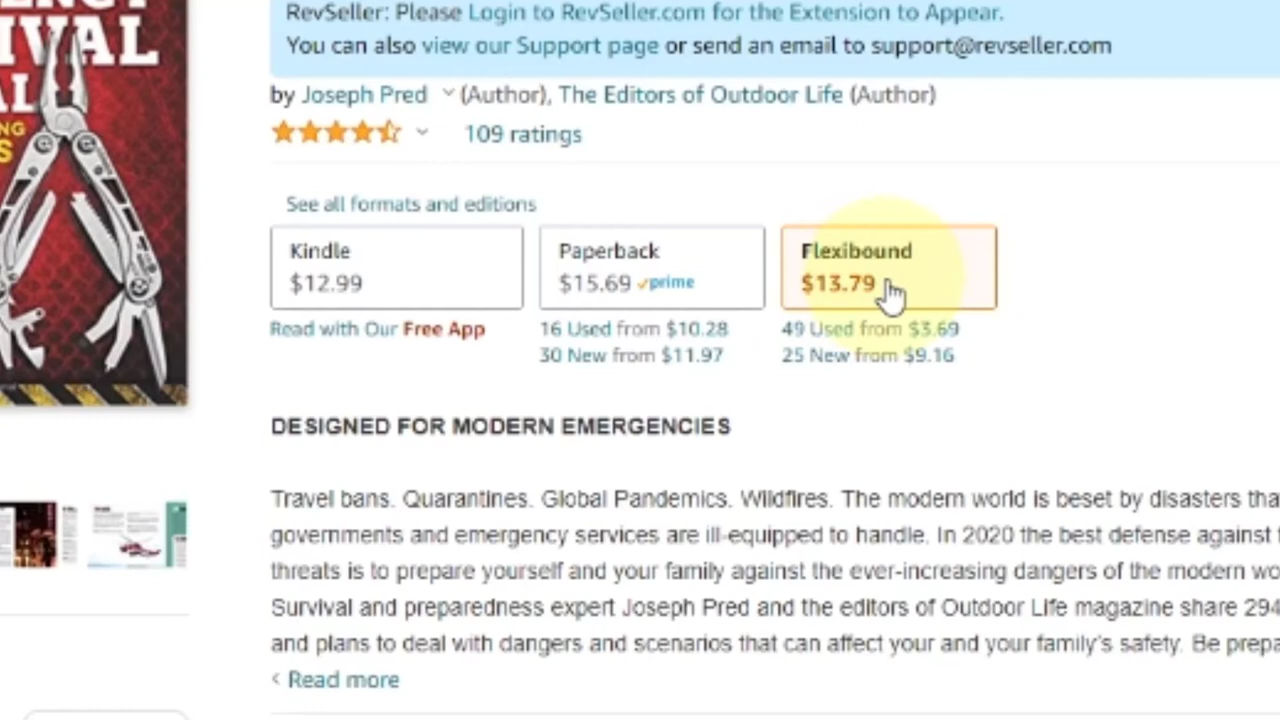 RevSeller: Please Login to RevSeller.com for the Extension to Appear.
IVAL
You can also view our Support page or send an email to support@revseller.com
AL
by Joseph Pred (Author), The Editors of Outdoor Life (Author)
NG
S
109 ratings
See all formats and editions
Kindle
$12.99
Paperback
$15.69 prime
Flexibound
$13.79
Read with Our Free App
16 Used from $10.28
30 New from $11.97
49 Used from $3.69
25 New from $9.16
DESIGNED FOR MODERN EMERGENCIES
Travel bans. Quarantines. Global Pandemics. Wildfires. The modern world is beset by disasters tha
governments and emergency services are ill-equipped to handle. In 2020 the best defense against
threats is to prepare yourself and your family against the ever-increasing dangers of the modern wo
Survival and preparedness expert Joseph Pred and the editors of Outdoor Life magazine share 294
and plans to deal with dangers and scenarios that can affect your and your family's safety. Be prepa
Read more